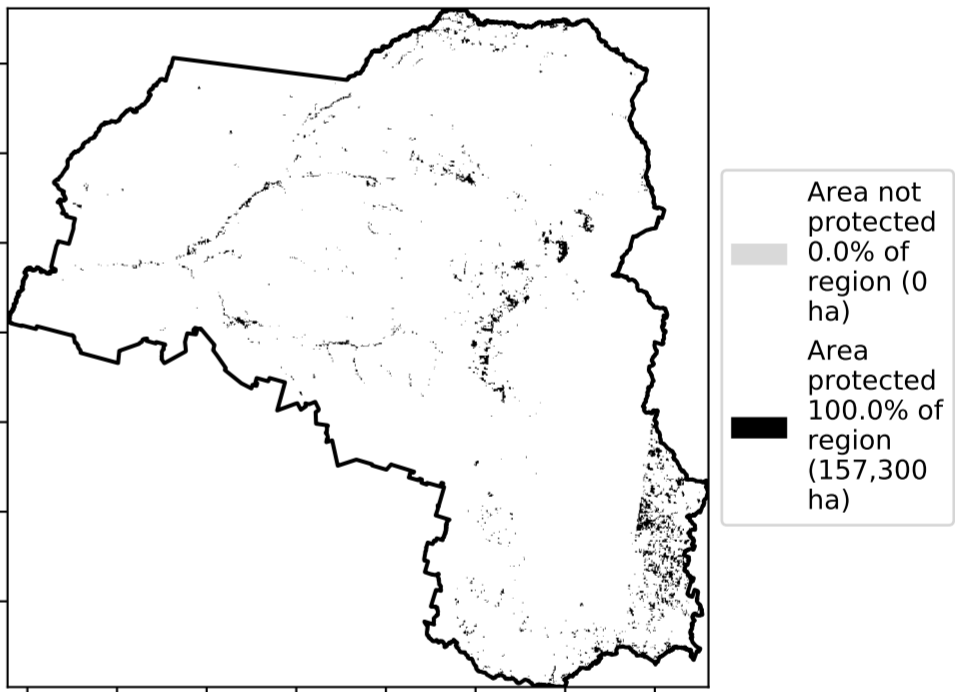 Area not
protected
0.0% of
region (0
ha)
Area
protected
100.0% of
region
(157,300
ha)